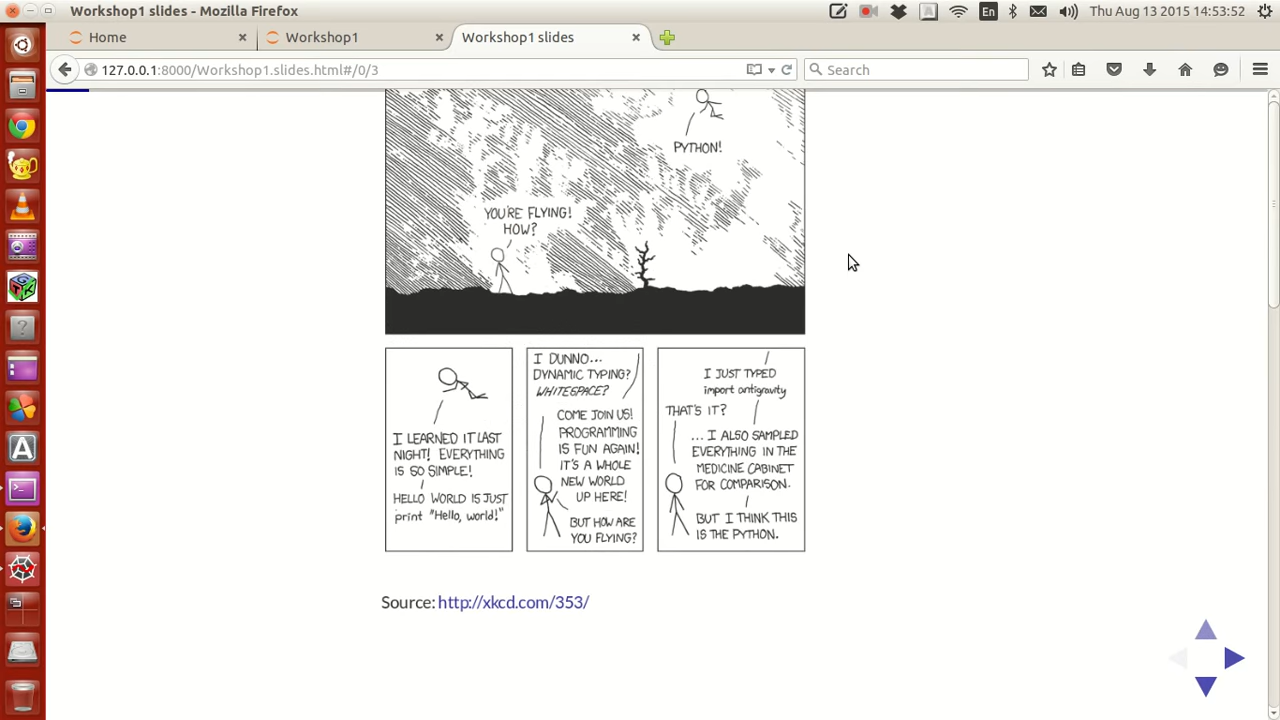 Workshop1 slides - Mozilla Firefox
En
Thu Aug 13 2015 14:53:52
Home
Workshop1
Workshop1 slides
127.0.0.1:8000/Workshop1.slides.html#/0/3
Search
PYTHON!
YOU'RE FLYING!
HOW?
I LEARNED IT LAST
NIGHT! EVERYTHING
IS SO SIMPLE!
HELLO WORLD IS JUST
print "Hello, world!"
I DUNNO...
DYNAMIC TYPING?
WHITESPACE?
COME JOIN US!
PROGRAMMING
IS FUN AGAIN!
IT'S A WHOLE
NEW WORLD
UP HERE!
BUT HOW ARE
YOU FLYING?
I JUST TYPED
import antigravity
THAT'S IT?
...I ALSO SAMPLED
EVERYTHING IN THE
MEDICINE CABINET
FOR COMPARISON.
BUT I THINK THIS
IS THE PYTHON.
Source: http://xkcd.com/353/